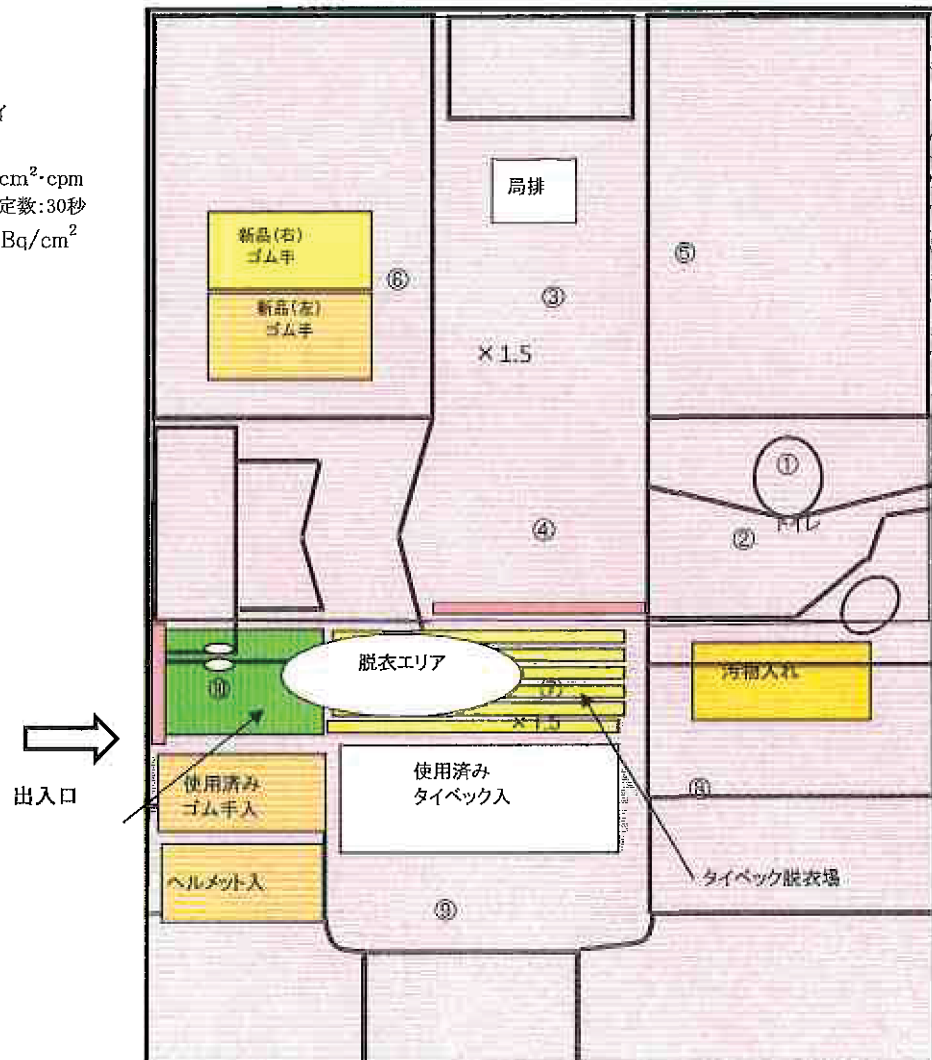 cm²・cpm
定数:30秒
Bq/cm²
局排
新品(右)
ゴム手
新品(左)
ゴム手
⑥
③
⑤
×1.5
①
トイレ
②
④
脱衣エリア
⑦
×1.5
⑩
汚物入れ
出入口
使用済み
ゴム手入
使用済み
タイペック入
⑧
ヘルメット入
タイペック脱衣場
⑨